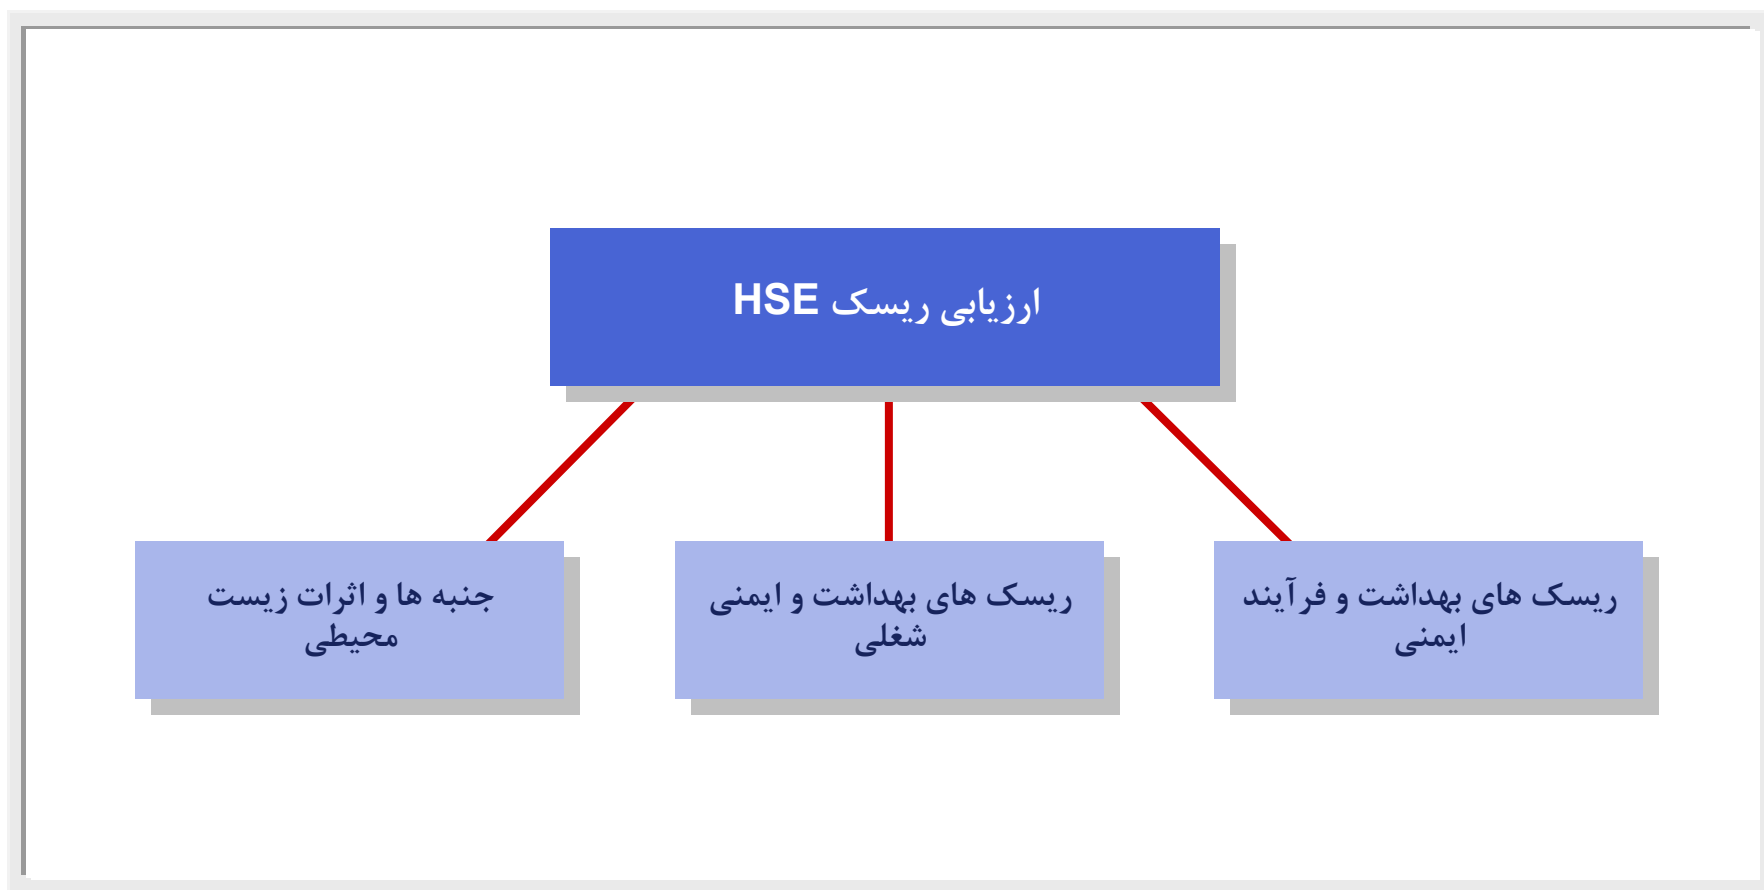 ارزیابی ریسک HSE
ریسک های بهداشت و فرآیند
ایمنی
ریسک های بهداشت و ایمنی
شغلی
جنبه ها و اثرات زیست
محیطی